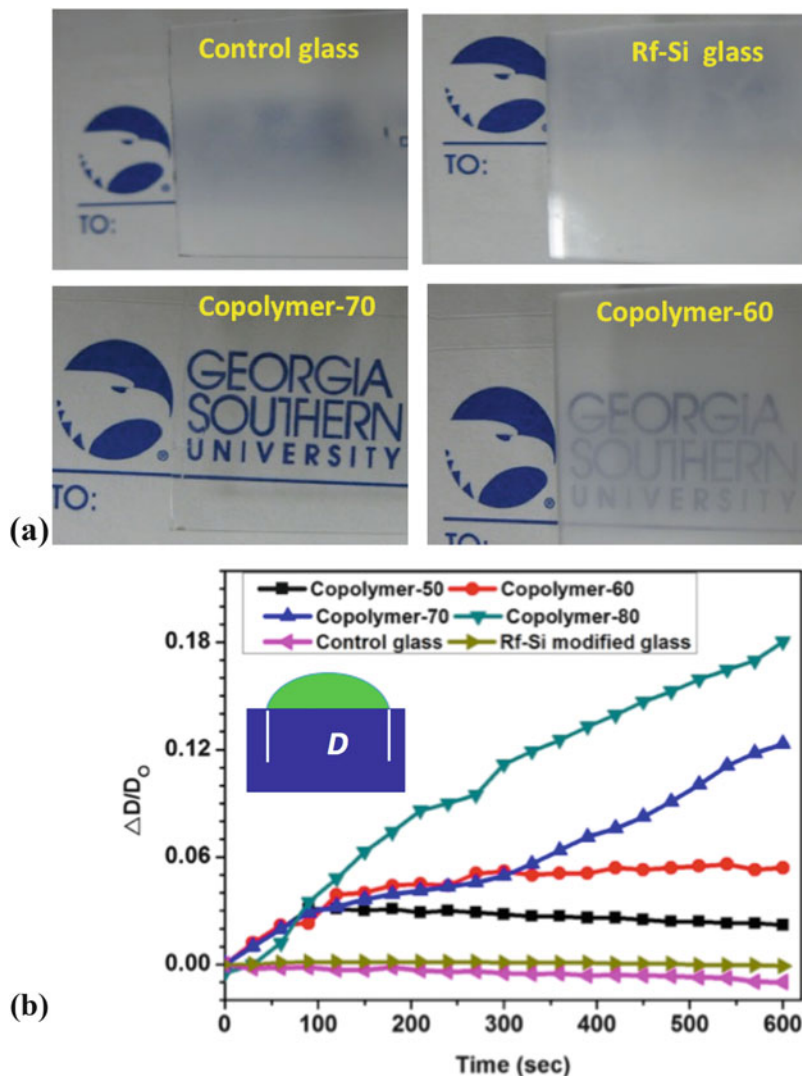 Control glass
TO:
®
Rf-Si glass
TO:
Copolymer-70
GEORGIA
SOUTHERN
UNIVERSITY
®
TO:
Copolymer-60
GEORGIA
SOUTHERN
UNIVERSITY
®
TO:
(a)
Copolymer-50 Copolymer-60
Copolymer-70 Copolymer-80
Control glass Rf-Si modified glass
D
0.18
0.12
0.06
0.00
△D/D₀
0 100 200 300 400 500 600
Time (sec)
(b)